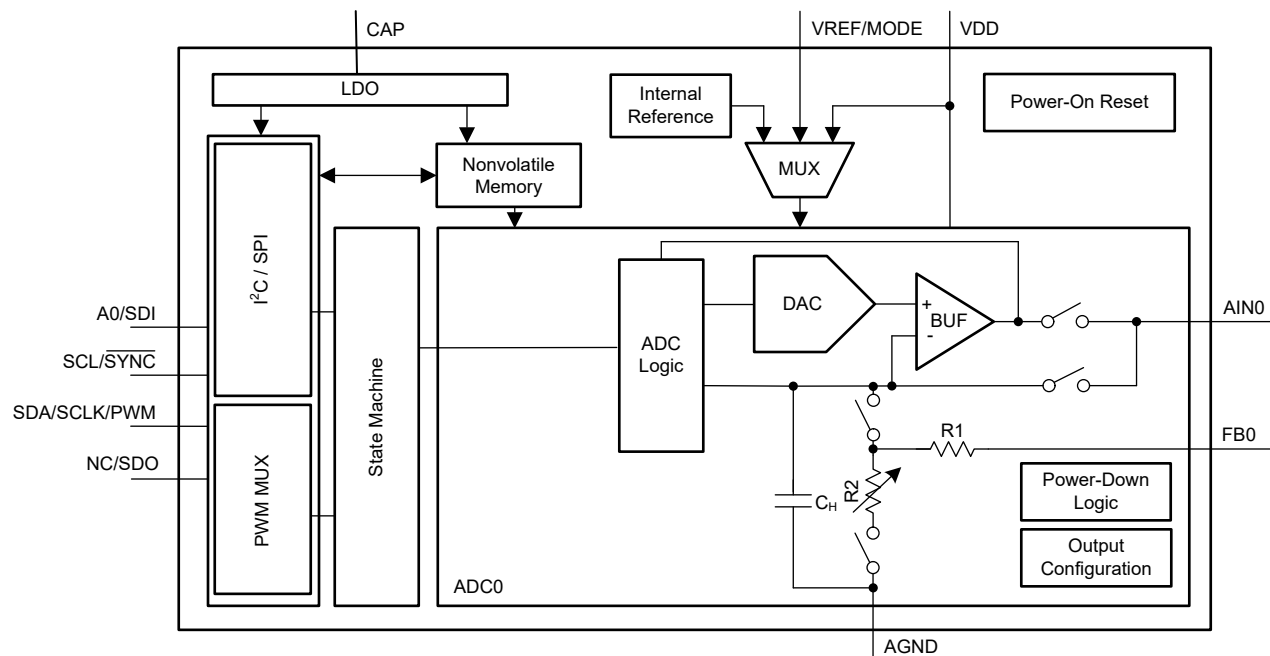 CAP
VREF/MODE
VDD
LDO
Internal
Reference
Power-On Reset
MUX
Nonvolatile
Memory
I²C / SPI
PWM MUX
State Machine
A0/SDI
SCL/SYNC
SDA/SCLK/PWM
NC/SDO
ADC
Logic
DAC
+
BUF
-
AIN0
R1
FB0
R2
CH
Power-Down
Logic
Output
Configuration
ADC0
AGND